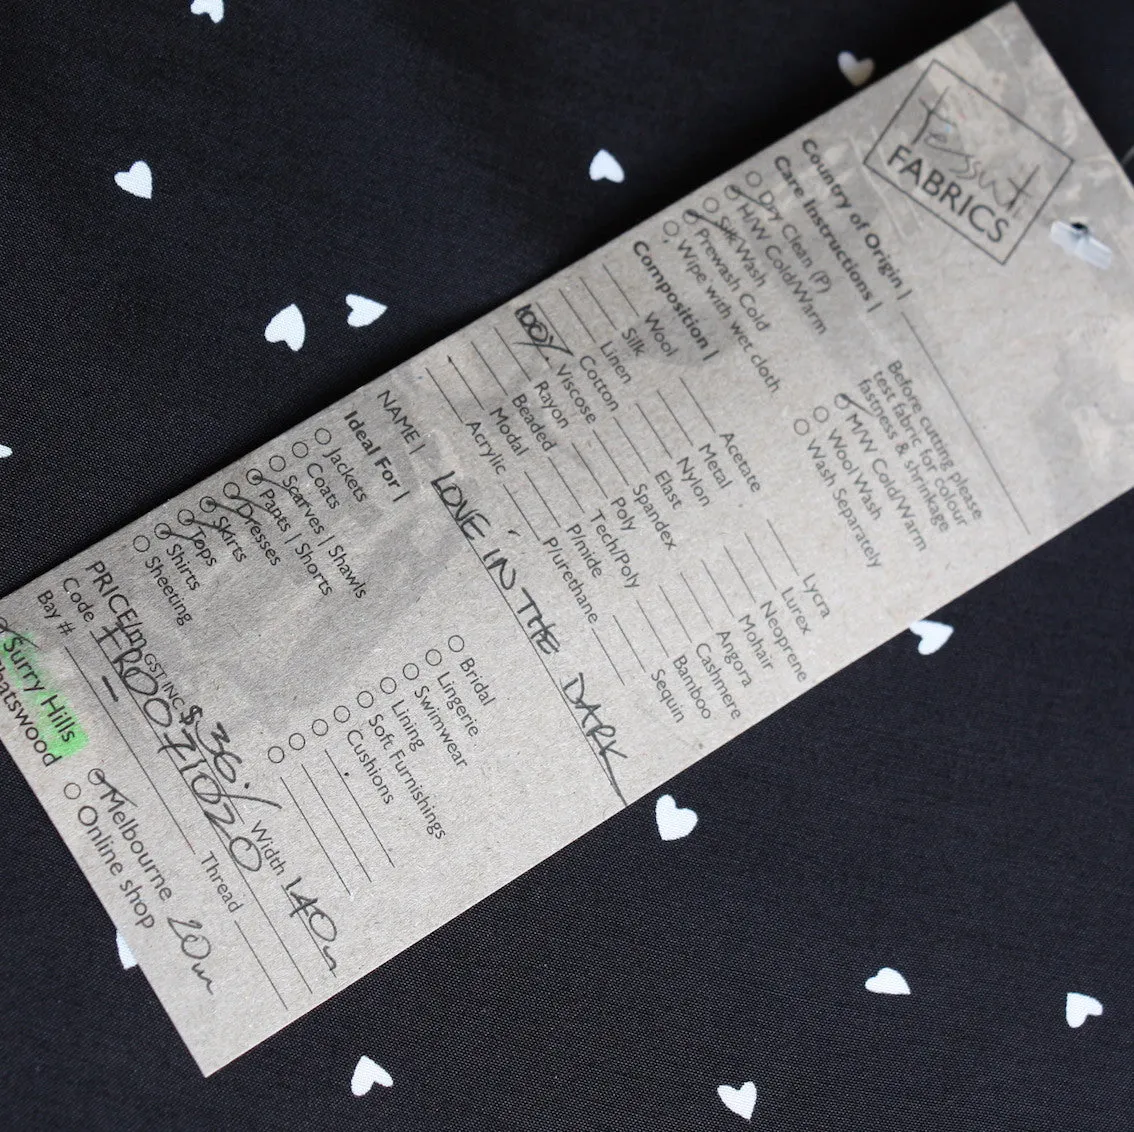 tessuti
FABRICS
Country of Origin |
Care Instructions |
Dry Clean (P)
H/W Cold/Warm
Silk Wash
Prewash Cold
Wipe with wet cloth
Before cutting please
test fabric for colour
fastness & shrinkage
M/W Cold/Warm
Wool Wash
Wash Separately
Composition |
Wool
Silk
Linen
Cotton
100% Viscose
Rayon
Beaded
Modal
Acrylic
Acetate
Metal
Nylon
Elast
Spandex
Poly
Tech/Poly
P/mide
P/urethane
Lycra
Lurex
Neoprene
Mohair
Angora
Cashmere
Bamboo
Sequin
NAME | LOVE IN THE DARK
Ideal For |
Jackets
Coats
Scarves | Shawls
Pants | Shorts
Dresses
Skirts
Tops
Shirts
Sheeting
Bridal
Lingerie
Swimwear
Lining
Soft Furnishings
Cushions
PRICE/m GST INC $36.- Width 140
Code FR0071020
Bay # Thread
Surry Hills
Melbourne 20m
Online shop